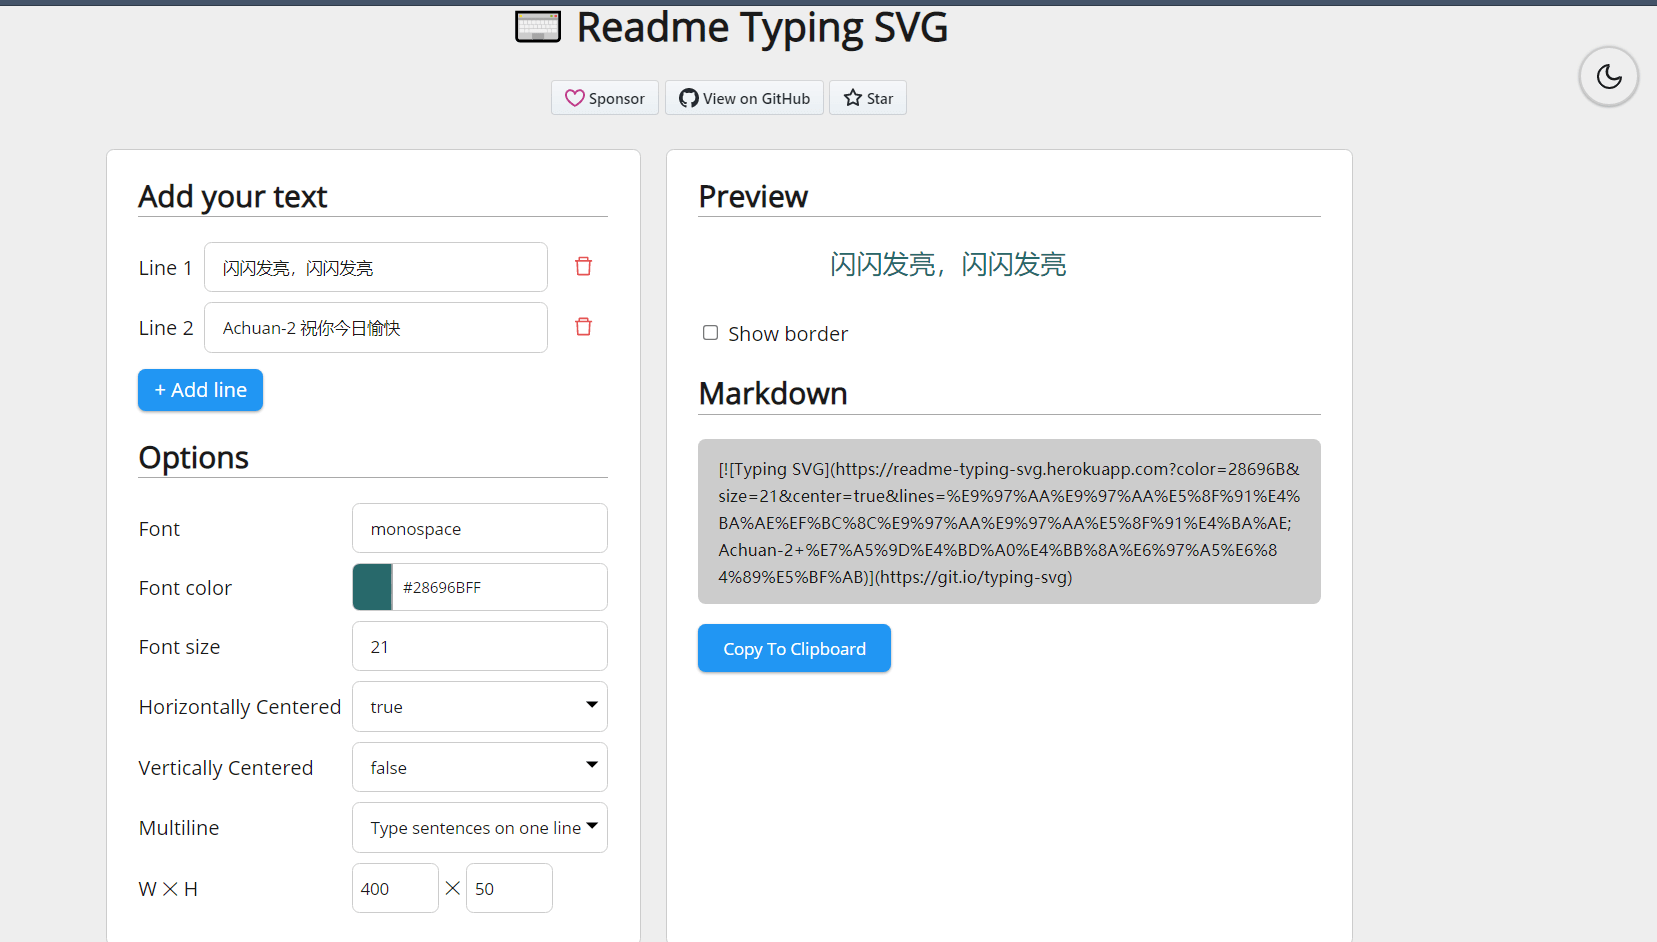 Readme Typing SVG
Sponsor
View on GitHub
Star
Add your text
Line 1
闪闪发亮，闪闪发亮
Line 2
Achuan-2 祝你今日愉快
+ Add line
Options
Font
monospace
Font color
#28696BFF
Font size
21
Horizontally Centered
true
Vertically Centered
false
Multiline
Type sentences on one line
W × H
400 × 50
Preview
闪闪发亮，闪闪发亮
Show border
Markdown
[![Typing SVG](https://readme-typing-svg.herokuapp.com?color=28696B&
size=21&center=true&lines=%E9%97%AA%E9%97%AA%E5%8F%91%E4%
BA%AE%EF%BC%8C%E9%97%AA%E9%97%AA%E5%8F%91%E4%BA%AE;
Achuan-2+%E7%A5%9D%E4%BD%A0%E4%BB%8A%E6%97%A5%E6%8
4%89%E5%BF%AB)](https://git.io/typing-svg)
Copy To Clipboard